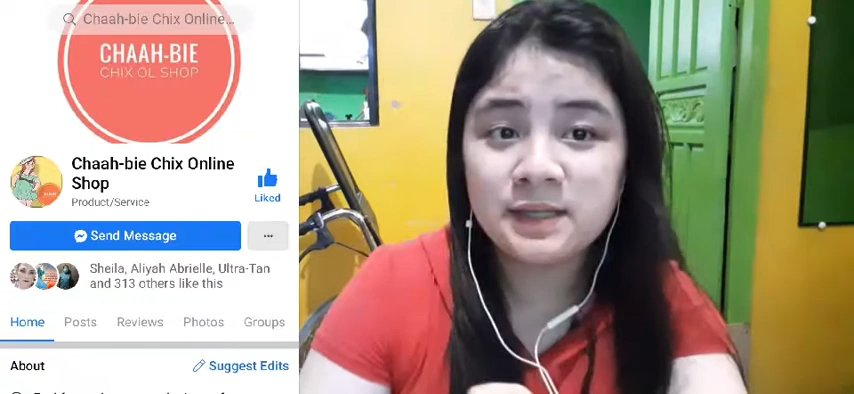 Chaah-bie Chix Online...
CHAAH-BIE
CHIX OL SHOP
Chaah-bie Chix Online
Shop
Product/Service
Liked
Send Message
Sheila, Aliyah Abrielle, Ultra-Tan
and 313 others like this
Home
Posts
Reviews
Photos
Groups
About
Suggest Edits